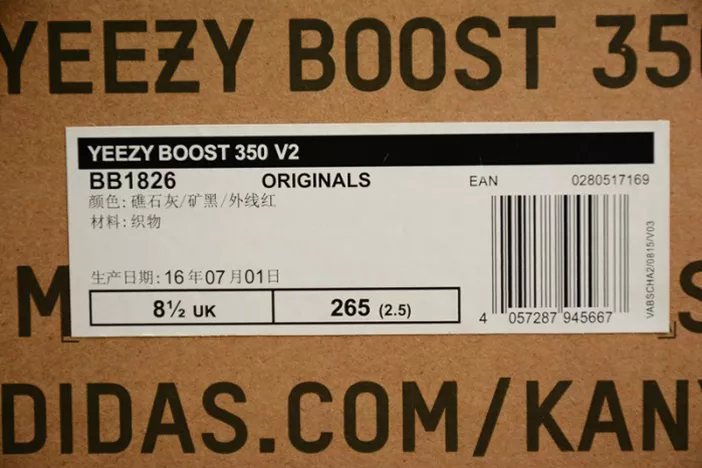 YEEZY BOOST 350
YEEZY BOOST 350 V2
BB1826 ORIGINALS EAN 0280517169
颜色: 礁石灰/矿黑/外线红
材料: 织物
生产日期: 16年07月01日
8½ UK 265 (2.5)
4 057287 945667
VABSCHA2/0815/V03
M S
DIDAS.COM/KANY